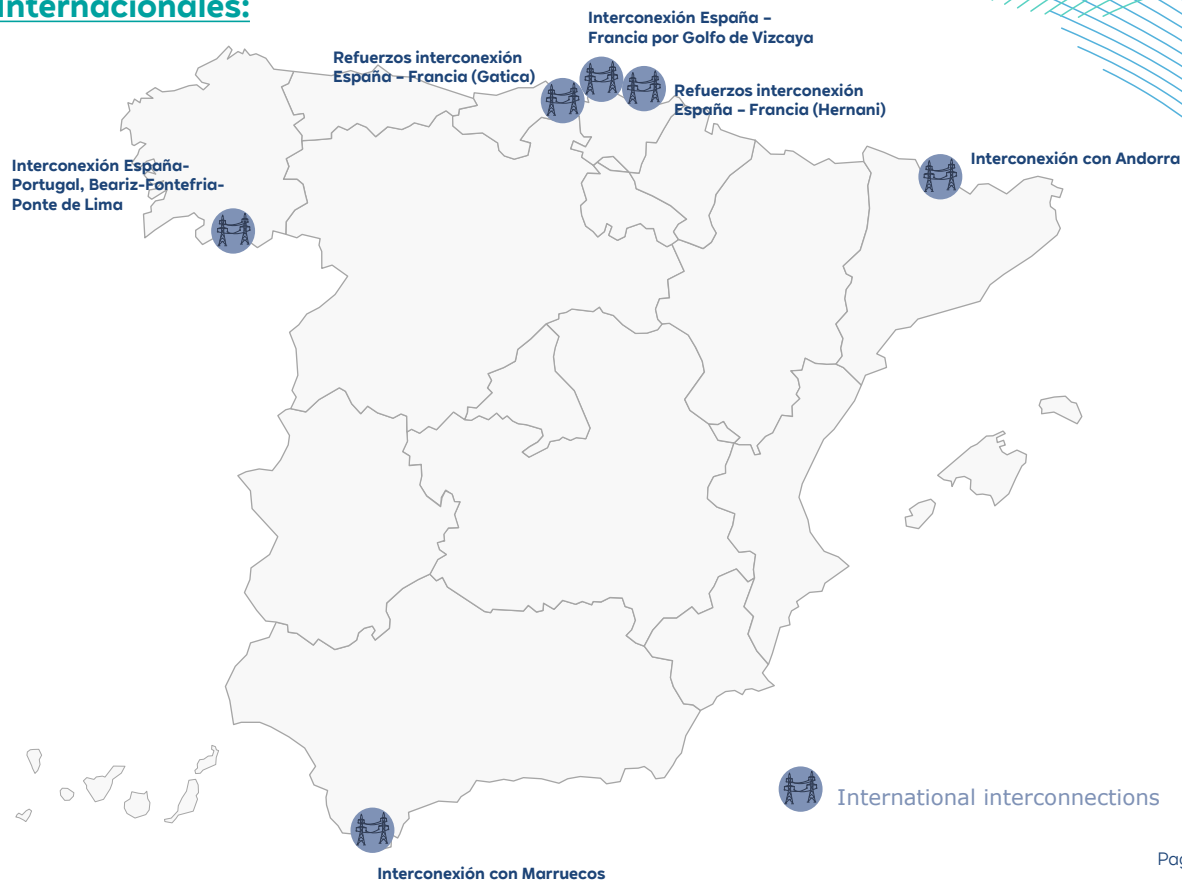 Internacionales:
Interconexión España –
Francia por Golfo de Vizcaya
Refuerzos interconexión
España – Francia (Gatica)
Refuerzos interconexión
España – Francia (Hernani)
Interconexión con Andorra
Interconexión España-
Portugal, Beariz-Fontefria-
Ponte de Lima
International interconnections
Interconexión con Marruecos